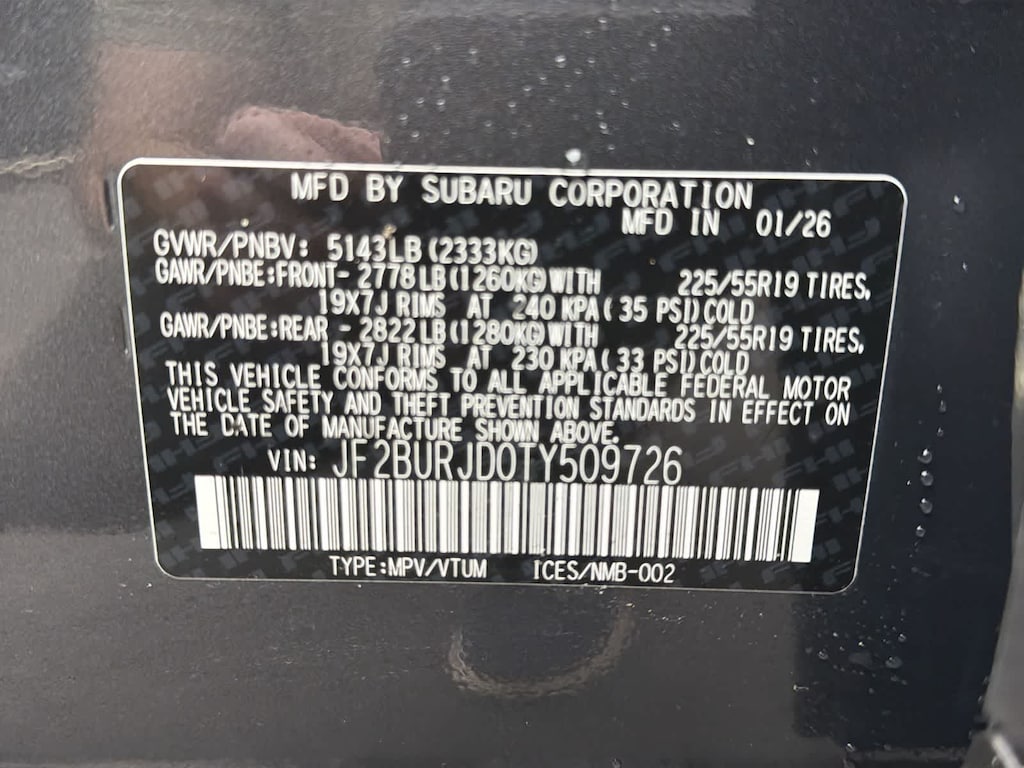 MFD BY SUBARU CORPORATION
MFD IN 01/26
GVWR/PNBV: 5143LB(2333KG)
GAWR/PNBE:FRONT- 2778LB(1260KG)WITH 225/55R19 TIRES,
19X7J RIMS AT 240 KPA( 35 PSI)COLD
GAWR/PNBE:REAR - 2822LB(1280KG)WITH 225/55R19 TIRES,
19X7J RIMS AT 230 KPA( 33 PSI)COLD
THIS VEHICLE CONFORMS TO ALL APPLICABLE FEDERAL MOTOR
VEHICLE SAFETY AND THEFT PREVENTION STANDARDS IN EFFECT ON
THE DATE OF MANUFACTURE SHOWN ABOVE.
VIN: JF2BURJD0TY509726
TYPE:MPV/VTUM ICES/NMB-002